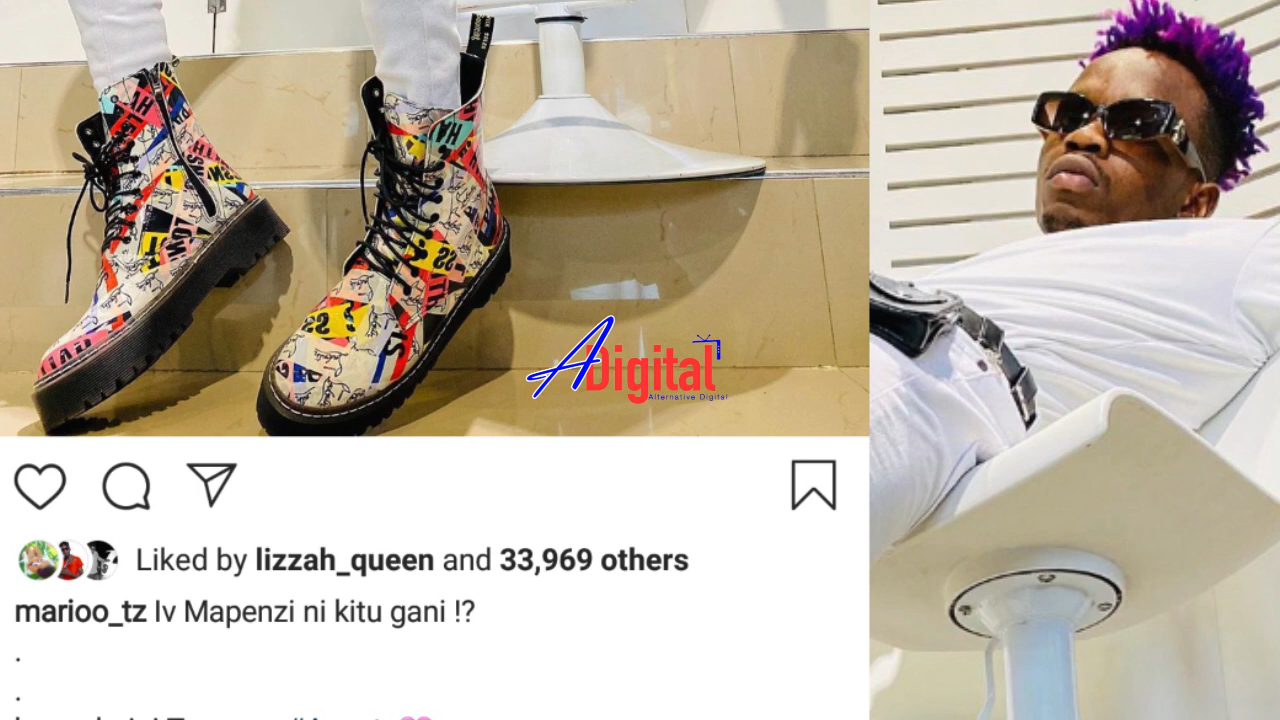 ADigital
Alternative Digital
Liked by lizzah_queen and 33,969 others
marioo_tz Iv Mapenzi ni kitu gani !?
.
.